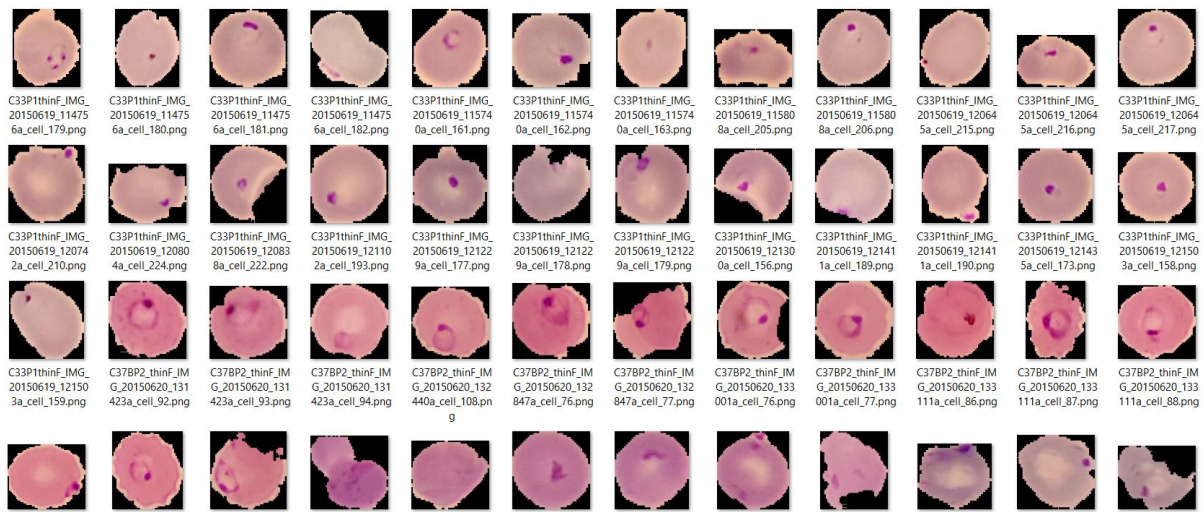 C33P1thinF_IMG_ C33P1thinF_IMG_ C33P1thinF_IMG_ C33P1thinF_IMG_ C33P1thinF_IMG_ C33P1thinF_IMG_ C33P1thinF_IMG_ C33P1thinF_IMG_ C33P1thinF_IMG_ C33P1thinF_IMG_ C33P1thinF_IMG_ C33P1thinF_IMG_
20150619_11475 20150619_11475 20150619_11475 20150619_11475 20150619_11574 20150619_11574 20150619_11574 20150619_11580 20150619_11580 20150619_12064 20150619_12064 20150619_12064
6a_cell_179.png 6a_cell_180.png 6a_cell_181.png 6a_cell_182.png 0a_cell_161.png 0a_cell_162.png 0a_cell_163.png 8a_cell_205.png 8a_cell_206.png 5a_cell_215.png 5a_cell_216.png 5a_cell_217.png
C33P1thinF_IMG_ C33P1thinF_IMG_ C33P1thinF_IMG_ C33P1thinF_IMG_ C33P1thinF_IMG_ C33P1thinF_IMG_ C33P1thinF_IMG_ C33P1thinF_IMG_ C33P1thinF_IMG_ C33P1thinF_IMG_ C33P1thinF_IMG_ C33P1thinF_IMG_
20150619_12074 20150619_12080 20150619_12083 20150619_12110 20150619_12122 20150619_12122 20150619_12122 20150619_12130 20150619_12141 20150619_12141 20150619_12143 20150619_12150
2a_cell_210.png 4a_cell_224.png 8a_cell_222.png 2a_cell_193.png 9a_cell_177.png 9a_cell_178.png 9a_cell_179.png 0a_cell_156.png 1a_cell_189.png 1a_cell_190.png 5a_cell_173.png 3a_cell_158.png
C33P1thinF_IMG_ C37BP2_thinF_IM C37BP2_thinF_IM C37BP2_thinF_IM C37BP2_thinF_IM C37BP2_thinF_IM C37BP2_thinF_IM C37BP2_thinF_IM C37BP2_thinF_IM C37BP2_thinF_IM C37BP2_thinF_IM C37BP2_thinF_IM
20150619_12150 G_20150620_131 G_20150620_131 G_20150620_131 G_20150620_132 G_20150620_132 G_20150620_132 G_20150620_133 G_20150620_133 G_20150620_133 G_20150620_133 G_20150620_133
3a_cell_159.png 423a_cell_92.png 423a_cell_93.png 423a_cell_94.png 440a_cell_108.pn 847a_cell_76.png 847a_cell_77.png 001a_cell_76.png 001a_cell_77.png 111a_cell_86.png 111a_cell_87.png 111a_cell_88.png
g